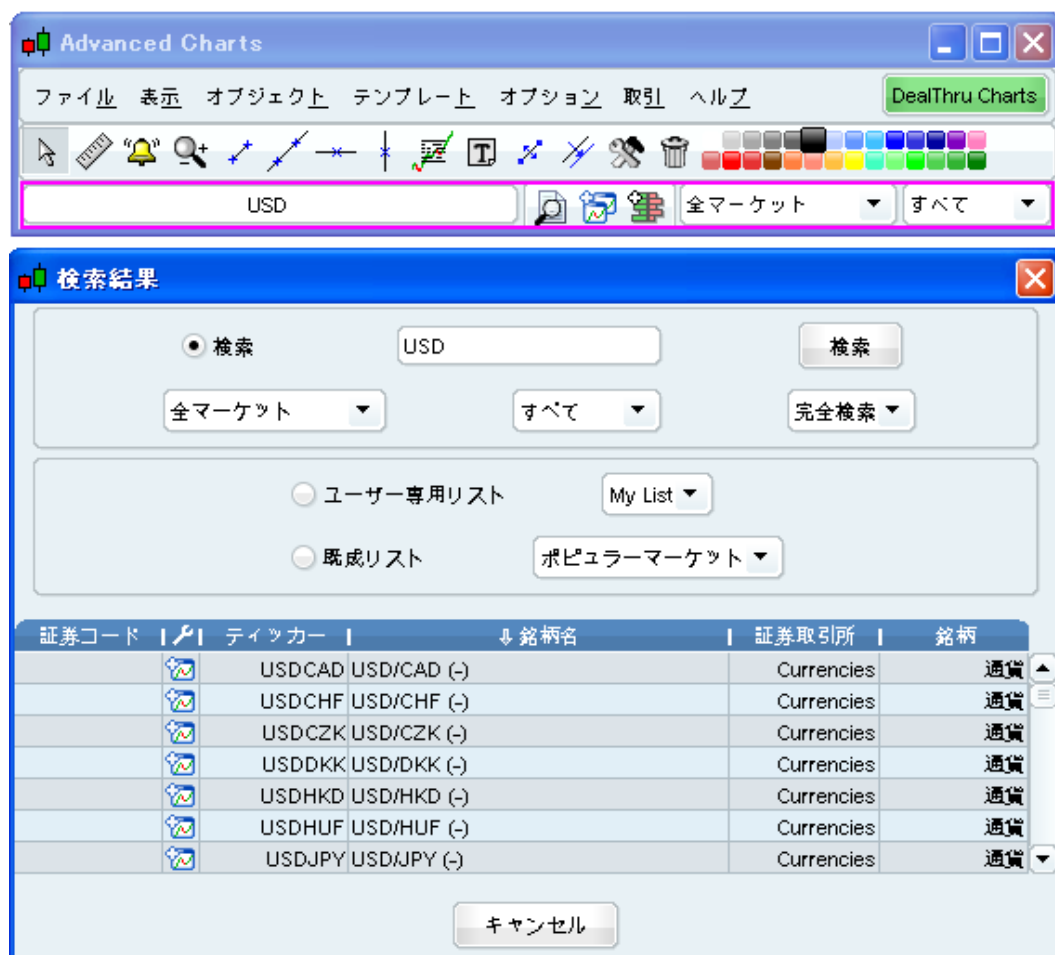 Advanced Charts
ファイル 表示 オブジェクト テンプレート オプション 取引 ヘルプ DealThru Charts
USD 全マーケット すべて
検索結果
検索 USD 検索
全マーケット すべて 完全検索
ユーザー専用リスト My List
既成リスト ポピュラーマーケット
証券コード ティッカー 銘柄名 証券取引所 銘柄
USDCAD USD/CAD (-) Currencies 通貨
USDCHF USD/CHF (-) Currencies 通貨
USDCZK USD/CZK (-) Currencies 通貨
USDDKK USD/DKK (-) Currencies 通貨
USDHKD USD/HKD (-) Currencies 通貨
USDHUF USD/HUF (-) Currencies 通貨
USDJPY USD/JPY (-) Currencies 通貨
キャンセル